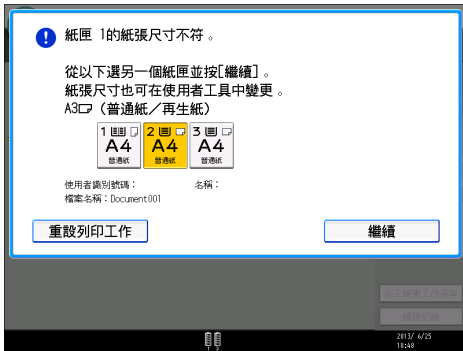 紙匣 1的紙張尺寸不符。
從以下選另一個紙匣並按[繼續]。
紙張尺寸也可在使用者工具中變更。
A3 (普通紙／再生紙)
1 2 3
A4 A4 A4
普通紙 普通紙 普通紙
使用者識別號碼： 名稱：
檔案名稱：Document001
重設列印工作 繼續
1 2
2013/ 6/25
18:48